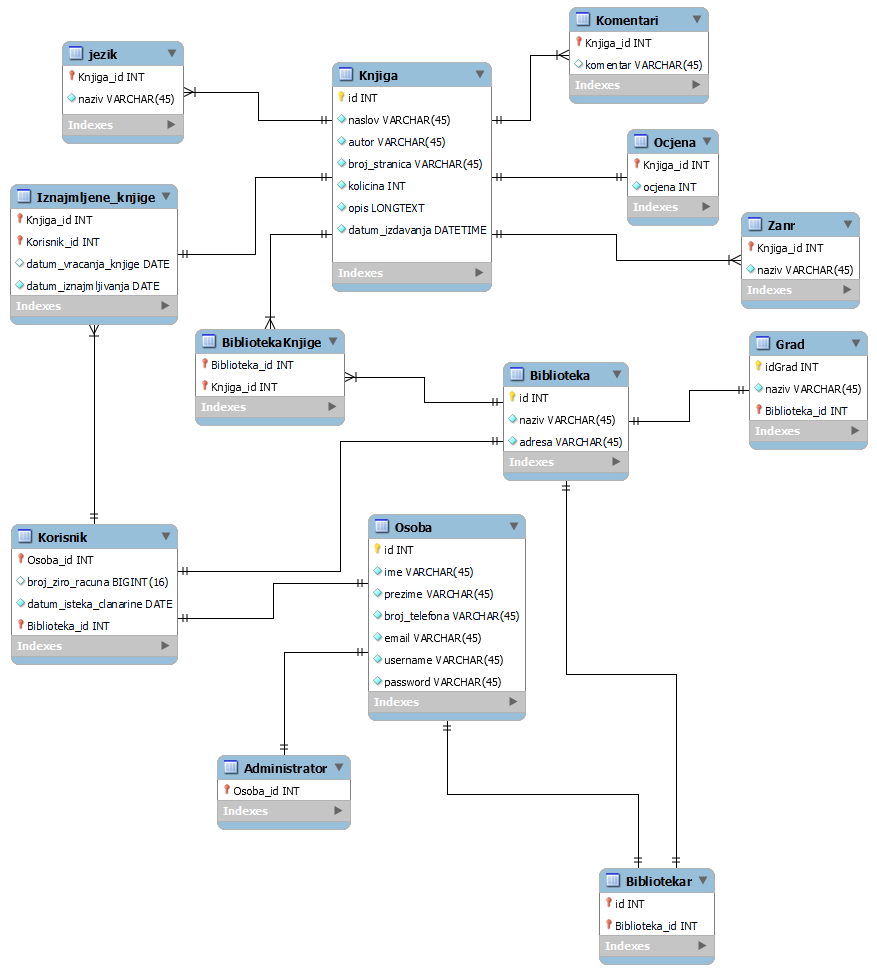 Komentari
Knjiga_id INT
komentar VARCHAR(45)
Indexes
jezik
Knjiga_id INT
naziv VARCHAR(45)
Indexes
Knjiga
id INT
naslov VARCHAR(45)
autor VARCHAR(45)
broj_stranica VARCHAR(45)
kolicina INT
opis LONGTEXT
datum_izdavanja DATETIME
Indexes
Ocjena
Knjiga_id INT
ocjena INT
Indexes
Iznajmljene_knjige
Knjiga_id INT
Korisnik_id INT
datum_vracanja_knjige DATE
datum_iznajmljivanja DATE
Indexes
Zanr
Knjiga_id INT
naziv VARCHAR(45)
Indexes
BibliotekaKnjige
Biblioteka_id INT
Knjiga_id INT
Indexes
Biblioteka
id INT
naziv VARCHAR(45)
adresa VARCHAR(45)
Indexes
Grad
idGrad INT
naziv VARCHAR(45)
Biblioteka_id INT
Indexes
Korisnik
Osoba_id INT
broj_ziro_racuna BIGINT(16)
datum_isteka_clanarine DATE
Biblioteka_id INT
Indexes
Osoba
id INT
ime VARCHAR(45)
prezime VARCHAR(45)
broj_telefona VARCHAR(45)
email VARCHAR(45)
username VARCHAR(45)
password VARCHAR(45)
Indexes
Administrator
Osoba_id INT
Indexes
Bibliotekar
id INT
Biblioteka_id INT
Indexes